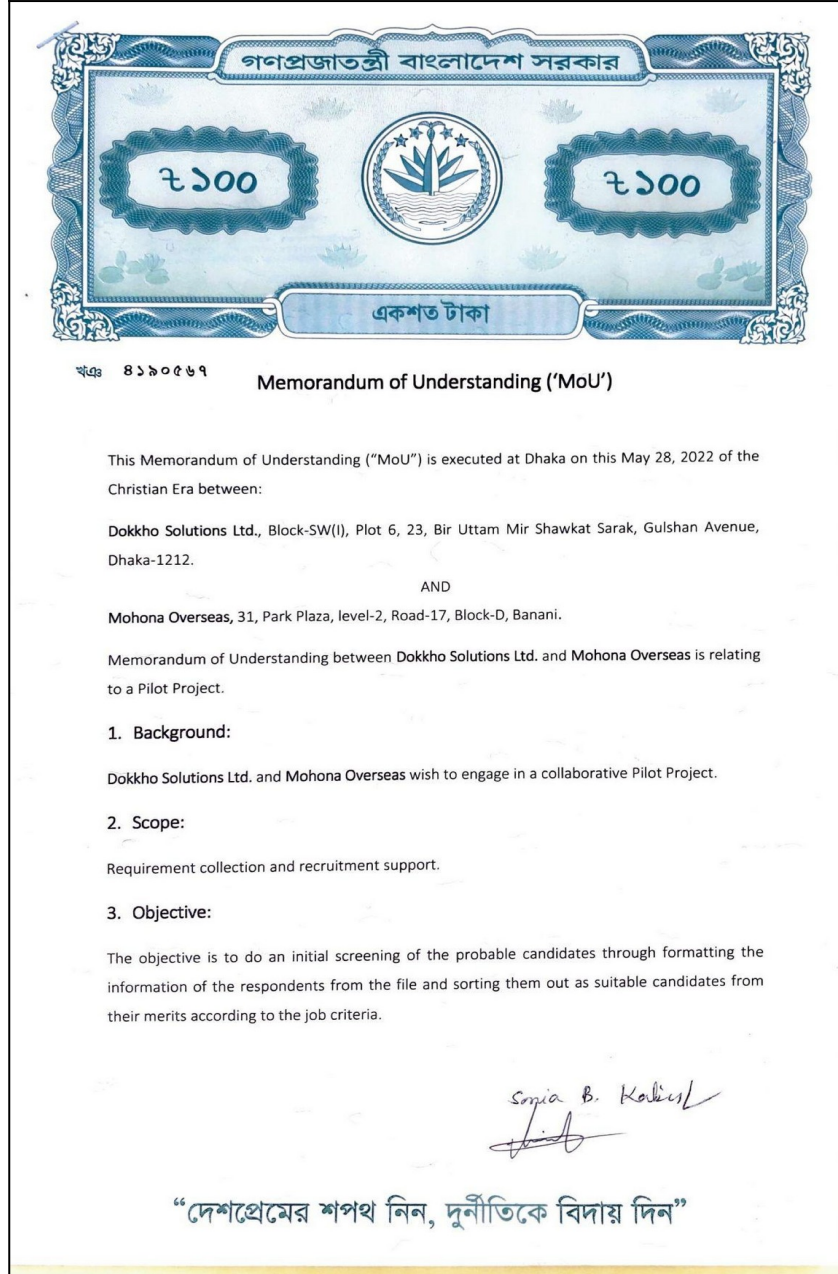 গণপ্রজাতন্ত্রী বাংলাদেশ সরকার
৳১০০
৳১০০
একশত টাকা
খঞ ৪১৯০৫৬৭
Memorandum of Understanding (‘MoU’)
This Memorandum of Understanding (“MoU”) is executed at Dhaka on this May 28, 2022 of the
Christian Era between:
Dokkho Solutions Ltd., Block-SW(I), Plot 6, 23, Bir Uttam Mir Shawkat Sarak, Gulshan Avenue,
Dhaka-1212.
AND
Mohona Overseas, 31, Park Plaza, level-2, Road-17, Block-D, Banani.
Memorandum of Understanding between Dokkho Solutions Ltd. and Mohona Overseas is relating
to a Pilot Project.
1. Background:
Dokkho Solutions Ltd. and Mohona Overseas wish to engage in a collaborative Pilot Project.
2. Scope:
Requirement collection and recruitment support.
3. Objective:
The objective is to do an initial screening of the probable candidates through formatting the
information of the respondents from the file and sorting them out as suitable candidates from
their merits according to the job criteria.
Sonia B.
“দেশপ্রেমের শপথ নিন, দুর্নীতিকে বিদায় দিন”